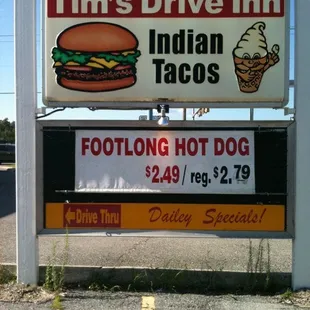 Tim's Drive Inn
Indian
Tacos
FOOTLONG HOT DOG
$2.49/ reg. $2.79
Drive Thru
Dailey Specials!